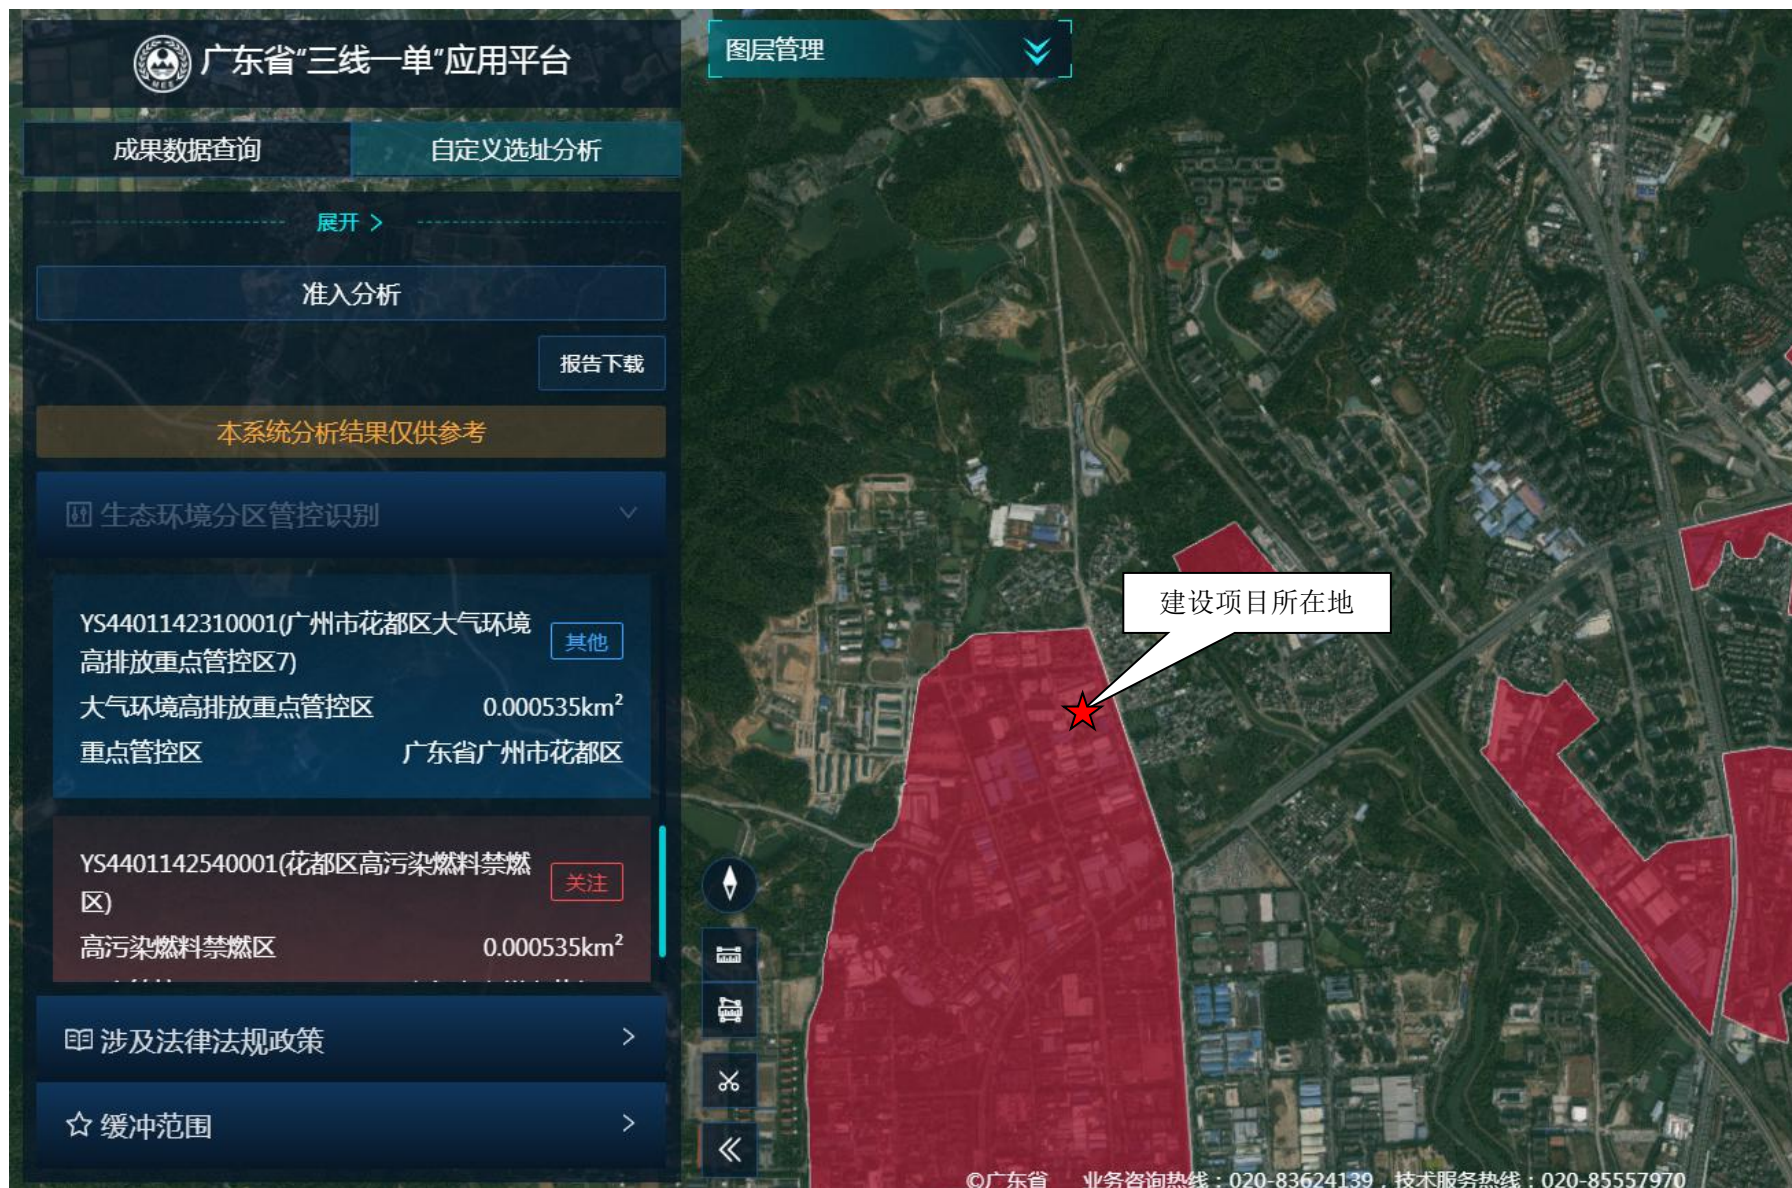 广东省“三线一单”应用平台
成果数据查询
自定义选址分析
展开 >
准入分析
报告下载
本系统分析结果仅供参考
生态环境分区管控识别
YS4401142310001(广州市花都区大气环境
高排放重点管控区7)
其他
大气环境高排放重点管控区
0.000535km²
重点管控区
广东省广州市花都区
YS4401142540001(花都区高污染燃料禁燃
区)
关注
高污染燃料禁燃区
0.000535km²
涉及法律法规政策
缓冲范围
图层管理
建设项目所在地
©广东省 业务咨询热线：020-83624139，技术服务热线：020-85557970